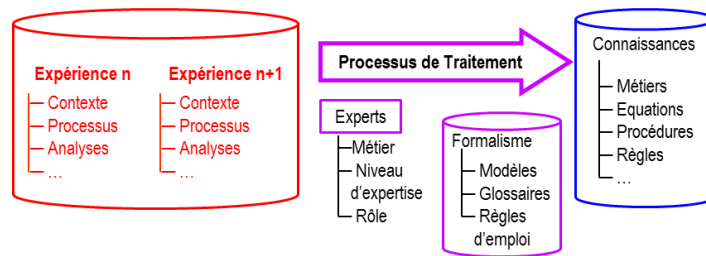 Expérience n
Contexte
Processus
Analyses
…
Expérience n+1
Contexte
Processus
Analyses
…
Processus de Traitement
Experts
Métier
Niveau
d'expertise
Rôle
Formalisme
Modèles
Glossaires
Règles
d'emploi
Connaissances
Métiers
Equations
Procédures
Règles
…